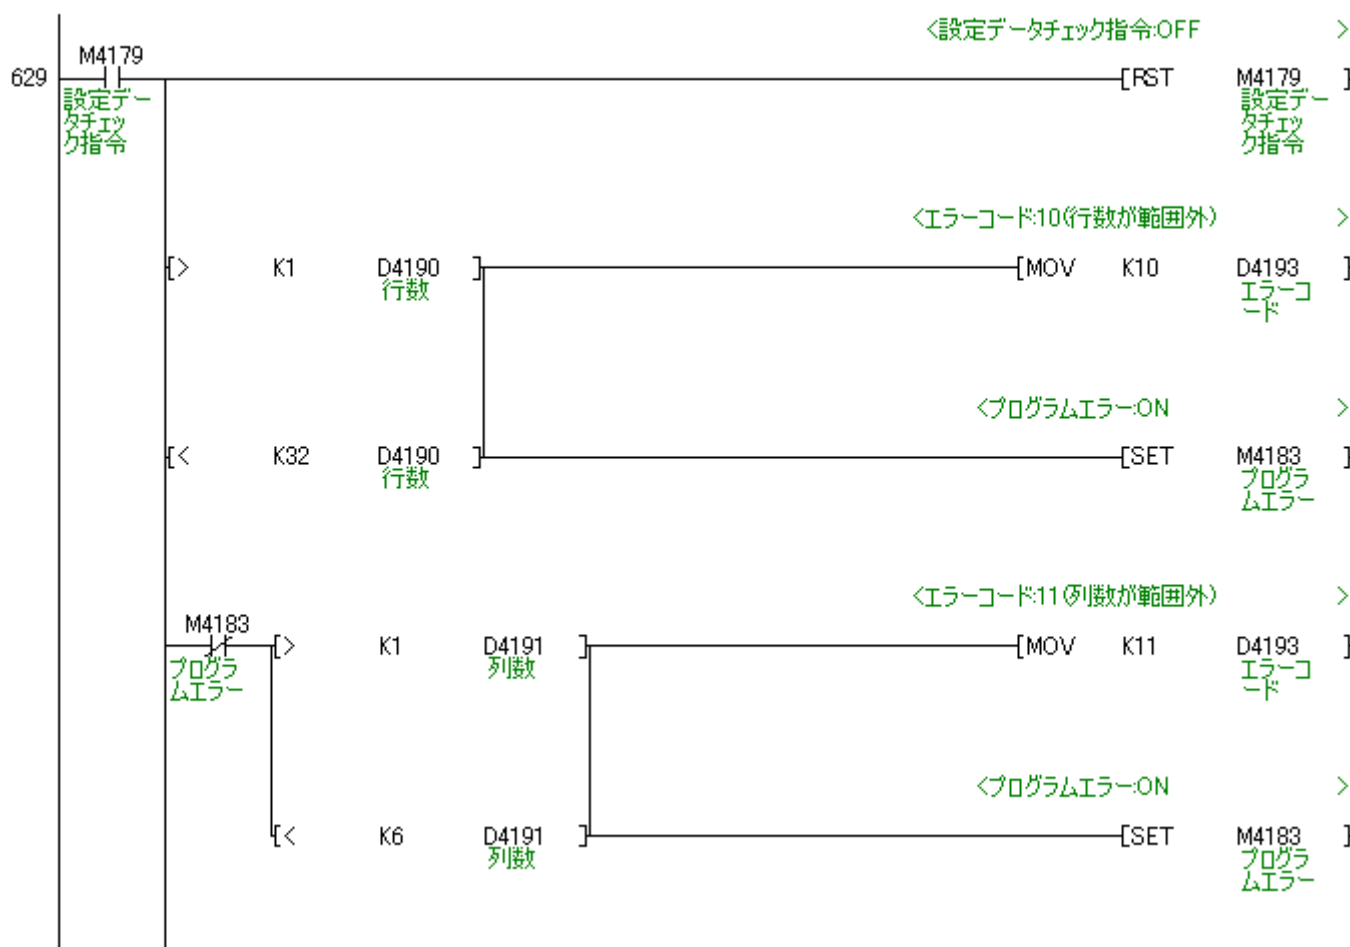 <設定データチェック指令:OFF >
M4179
629 [RST M4179 ]
設定デー
タチェッ
ク指令
設定デー
タチェッ
ク指令
<エラーコード:10(行数が範囲外) >
[> K1 D4190 ] [MOV K10 D4193 ]
行数
エラーコ
ード
<プログラムエラー:ON >
[< K32 D4190 ] [SET M4183 ]
行数
プログラ
ムエラー
<エラーコード:11(列数が範囲外) >
M4183
[> K1 D4191 ] [MOV K11 D4193 ]
プログラ
ムエラー
列数
エラーコ
ード
<プログラムエラー:ON >
[< K6 D4191 ] [SET M4183 ]
列数
プログラ
ムエラー